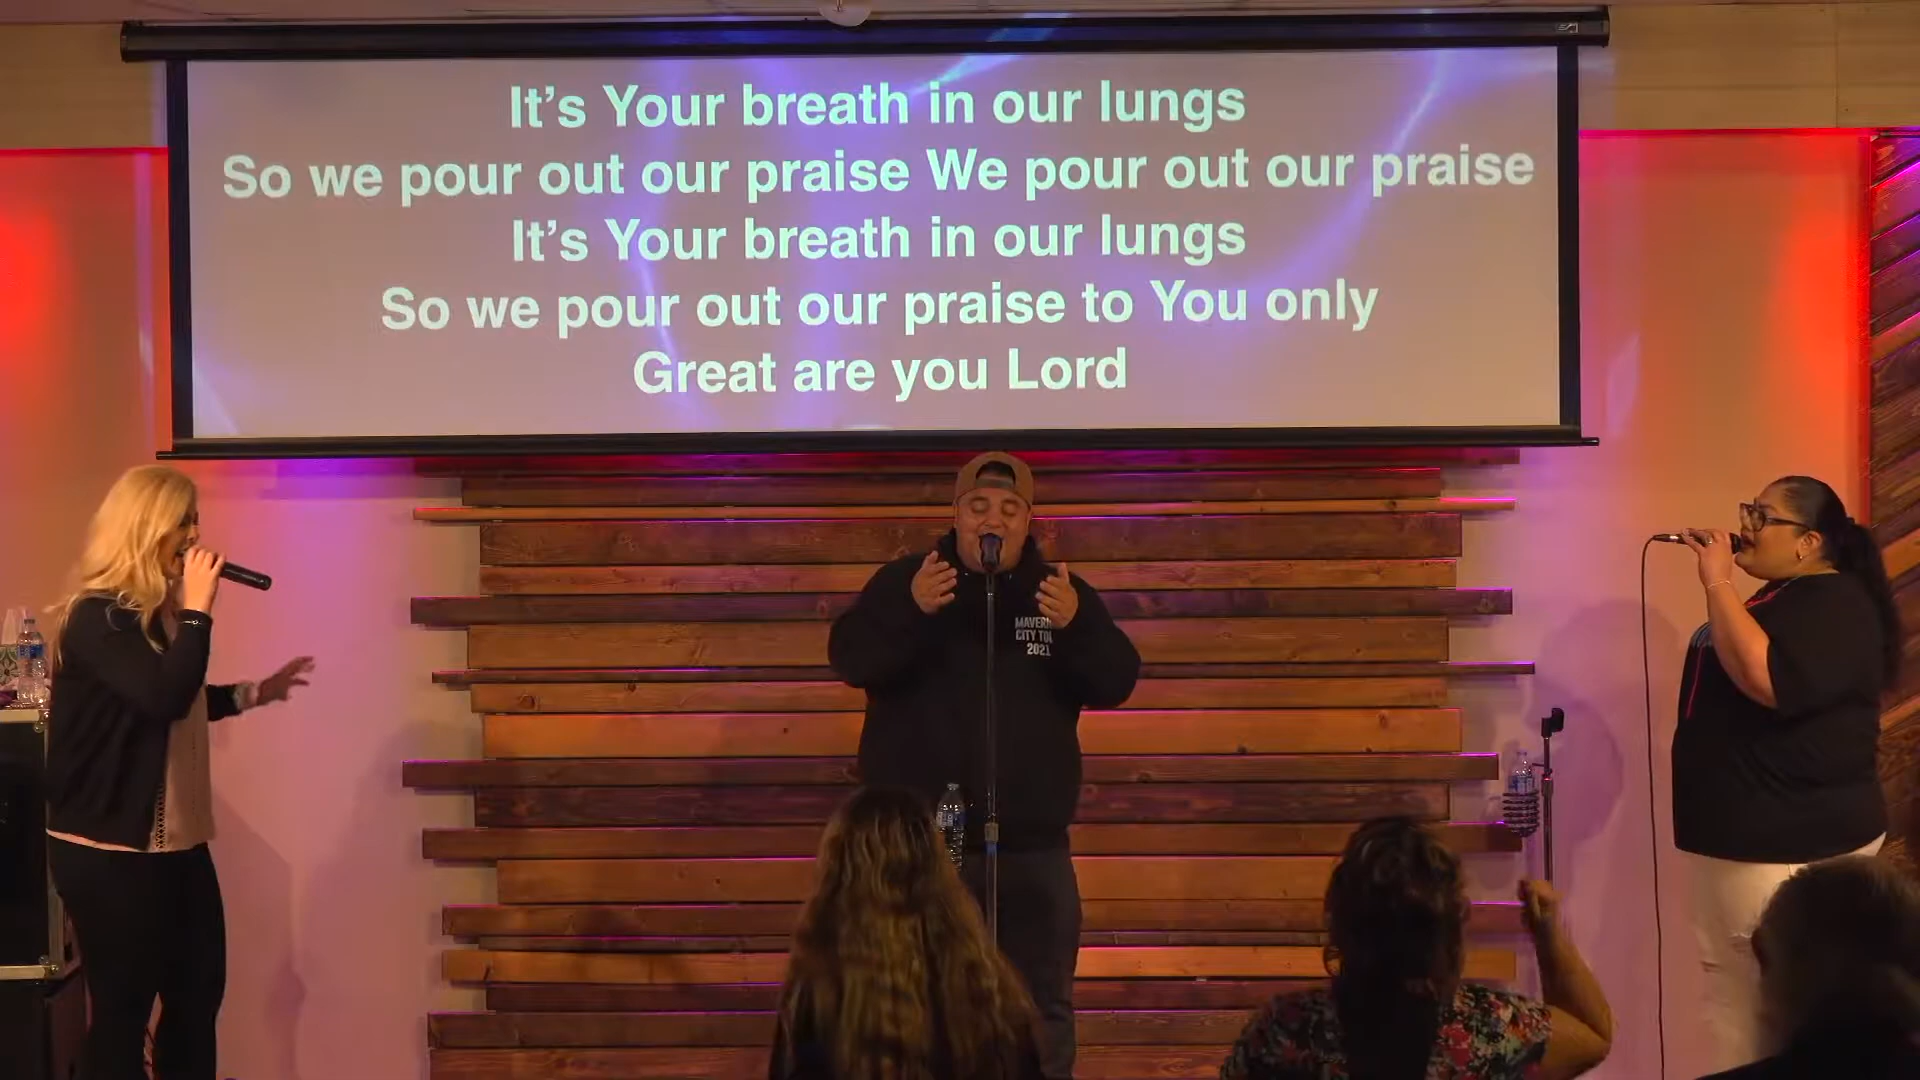 It's Your breath in our lungs
So we pour out our praise We pour out our praise
It's Your breath in our lungs
So we pour out our praise to You only
Great are you Lord
CITY
2021